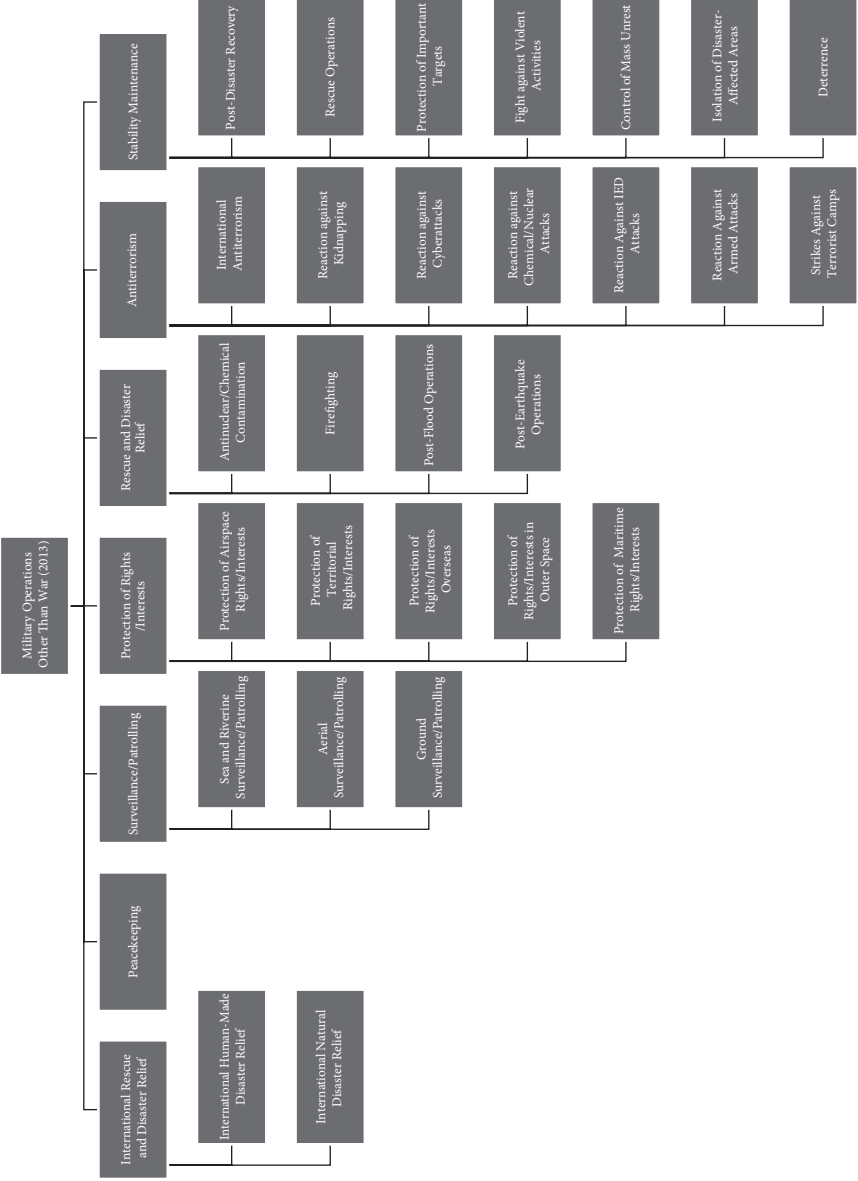 Military Operations
Other Than War (2013)
Stability Maintenance
Post-Disaster Recovery
Rescue Operations
Protection of Important
Targets
Fight against Violent
Activities
Control of Mass Unrest
Isolation of Disaster-
Affected Areas
Deterrence
Antiterrorism
International
Antiterrorism
Reaction against
Kidnapping
Reaction against
Cyberattacks
Reaction against
Chemical/Nuclear
Attacks
Reaction Against IED
Attacks
Reaction Against
Armed Attacks
Strikes Against
Terrorist Camps
Rescue and Disaster
Relief
Antinuclear/Chemical
Contamination
Firefighting
Post-Flood Operations
Post-Earthquake
Operations
Protection of Rights
/Interests
Protection of Airspace
Rights/Interests
Protection of
Territorial
Rights/Interests
Protection of
Rights/Interests
Overseas
Protection of
Rights/Interests in
Outer Space
Protection of Maritime
Rights/Interests
Surveillance/Patrolling
Sea and Riverine
Surveillance/Patrolling
Aerial
Surveillance/Patrolling
Ground
Surveillance/Patrolling
Peacekeeping
International Rescue
and Disaster Relief
International Human-Made
Disaster Relief
International Natural
Disaster Relief